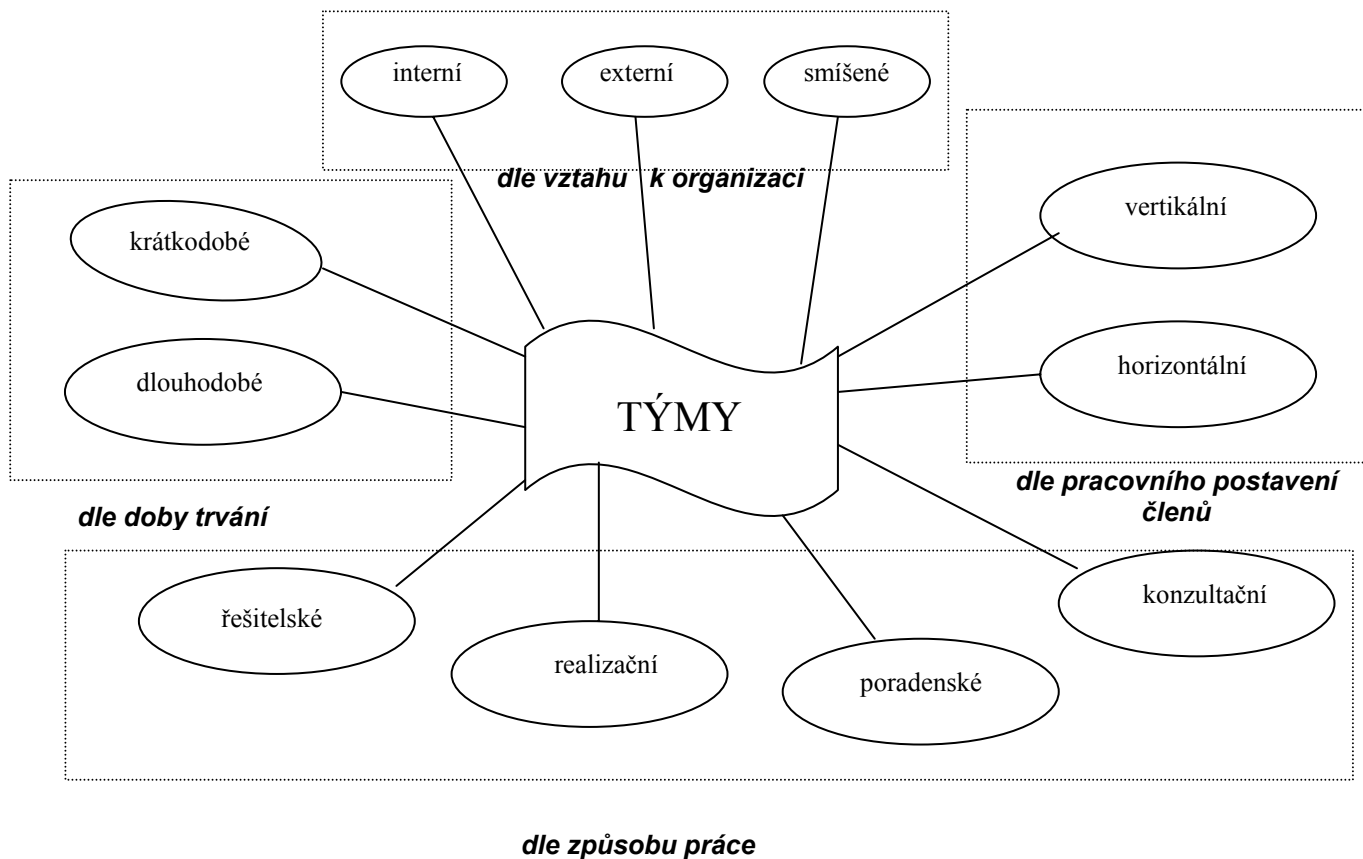 interní
externí
smíšené
dle vztahu k organizaci
krátkodobé
dlouhodobé
dle doby trvání
vertikální
horizontální
dle pracovního postavení
členů
TÝMY
řešitelské
realizační
poradenské
konzultační
dle způsobu práce